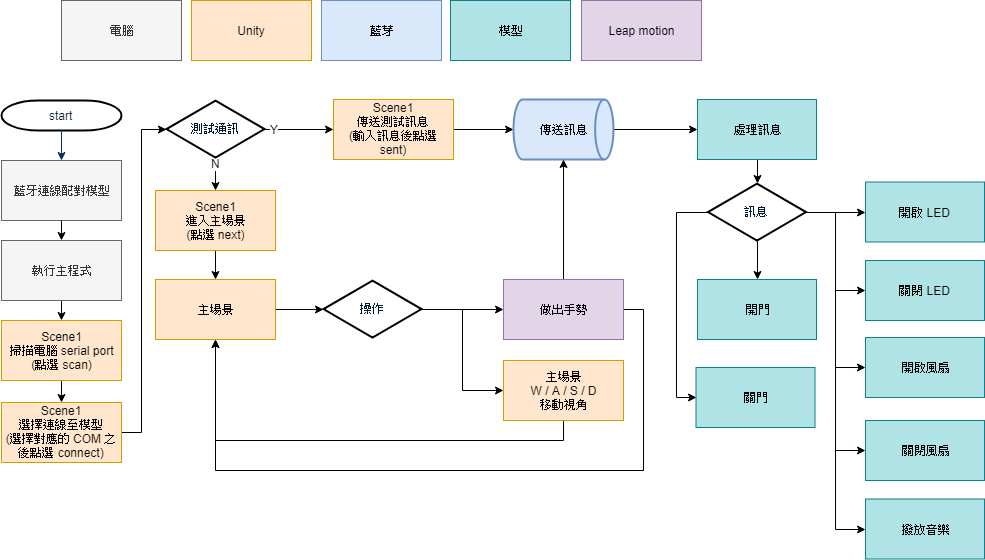 電腦
Unity
藍芽
模型
Leap motion
start
藍牙連線配對模型
執行主程式
Scene1
掃描電腦 serial port
(點選 scan)
Scene1
選擇連線至模型
(選擇對應的 COM 之
後點選 connect)
測試通訊
Y
N
Scene1
傳送測試訊息
(輸入訊息後點選
sent)
Scene1
進入主場景
(點選 next)
主場景
操作
做出手勢
主場景
W / A / S / D
移動視角
傳送訊息
處理訊息
訊息
開門
關門
開啟 LED
關閉 LED
開啟風扇
關閉風扇
撥放音樂